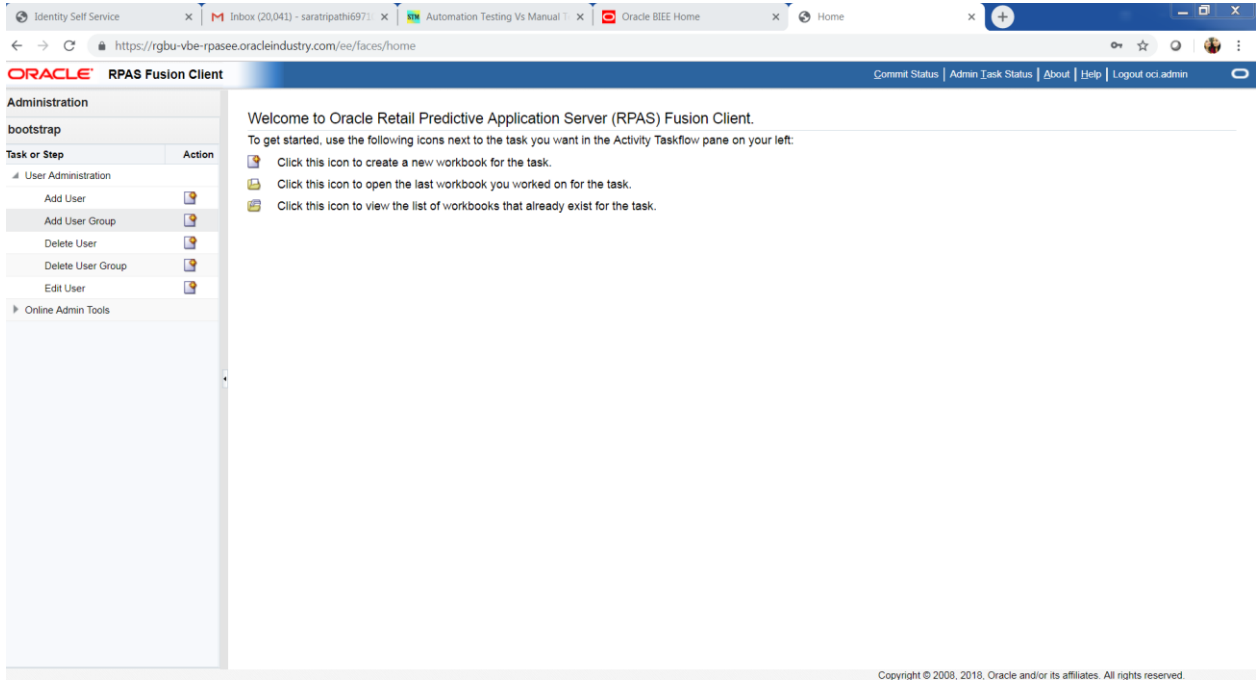 Identity Self Service
Inbox (20,041) - saratripathi6971
XTM Automation Testing Vs Manual T
Oracle BIEE Home
Home
https://rgbu-vbe-rpasee.oracleindustry.com/ee/faces/home
ORACLE RPAS Fusion Client
Commit Status | Admin Task Status | About | Help | Logout oci.admin
Administration
bootstrap
Task or Step Action
User Administration
Add User
Add User Group
Delete User
Delete User Group
Edit User
Online Admin Tools
Welcome to Oracle Retail Predictive Application Server (RPAS) Fusion Client.
To get started, use the following icons next to the task you want in the Activity Taskflow pane on your left:
Click this icon to create a new workbook for the task.
Click this icon to open the last workbook you worked on for the task.
Click this icon to view the list of workbooks that already exist for the task.
Copyright © 2008, 2018, Oracle and/or its affiliates. All rights reserved.